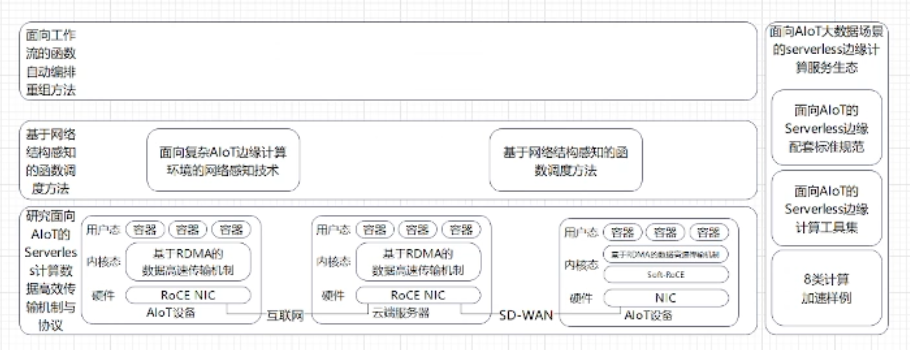 面向工作
流的函数
自动编排
重组方法
基于网络
结构感知
的函数调
度方法
面向复杂AIoT边缘计算
环境的网络感知技术
基于网络结构感知的函
数调度方法
研究面向
AIoT的
Serverles
s计算数
据高效传
输机制与
协议
用户态 容器 容器 容器
内核态 基于RDMA的
数据高速传输机制
硬件 RoCE NIC
AIoT设备
互联网
用户态 容器 容器 容器
内核态 基于RDMA的
数据高速传输机制
硬件 RoCE NIC
云端服务器
SD-WAN
用户态 容器 容器 容器
内核态 基于RDMA的数据高速传输机制
Soft-RoCE
硬件 NIC
AIoT设备
面向AIoT大数据场景
的serverless边缘计
算服务生态
面向AIoT的
Serverless边缘
配套标准规范
面向AIoT的
Serverless边缘
计算工具集
8类计算
加速样例